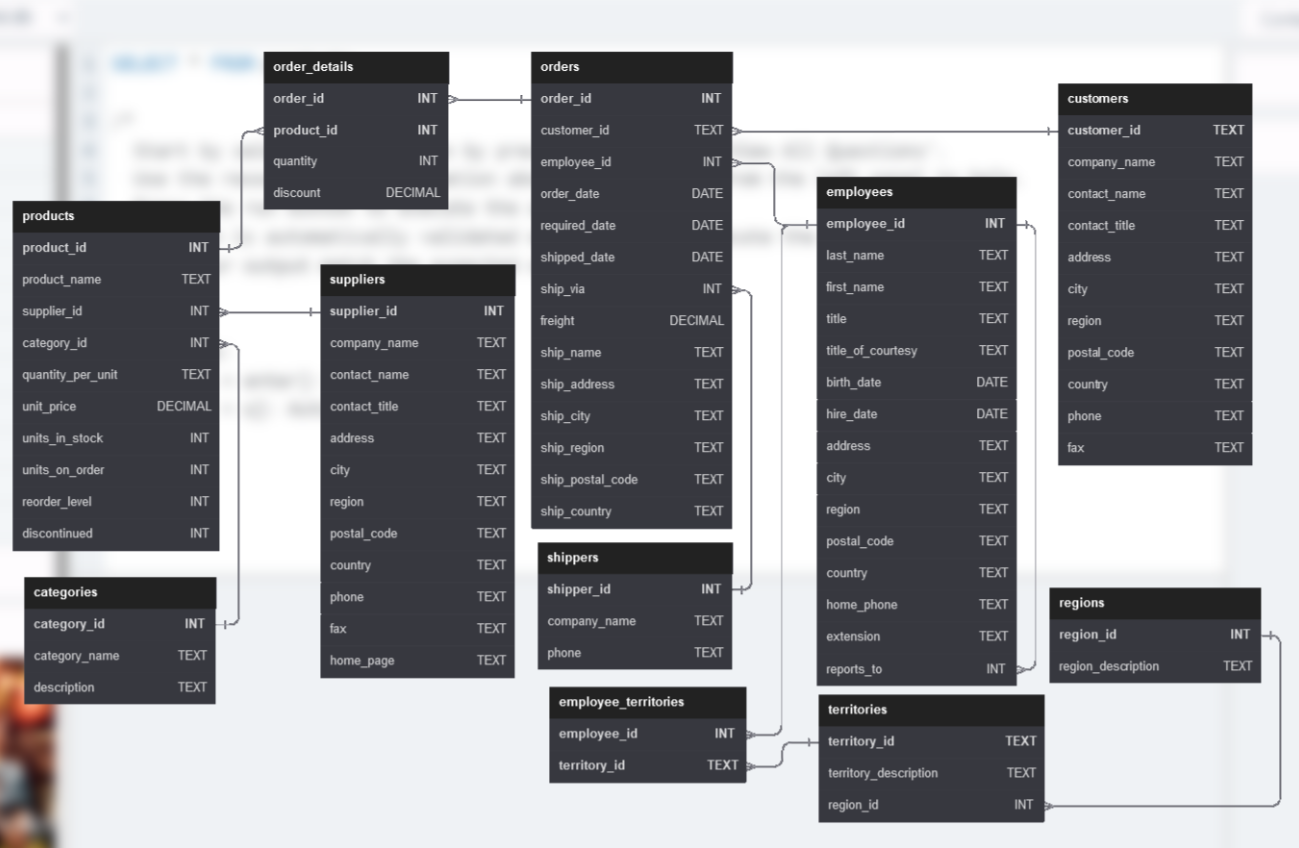 order_details
order_id INT
product_id INT
quantity INT
discount DECIMAL
orders
order_id INT
customer_id TEXT
employee_id INT
order_date DATE
required_date DATE
shipped_date DATE
ship_via INT
freight DECIMAL
ship_name TEXT
ship_address TEXT
ship_city TEXT
ship_region TEXT
ship_postal_code TEXT
ship_country TEXT
customers
customer_id TEXT
company_name TEXT
contact_name TEXT
contact_title TEXT
address TEXT
city TEXT
region TEXT
postal_code TEXT
country TEXT
phone TEXT
fax TEXT
employees
employee_id INT
last_name TEXT
first_name TEXT
title TEXT
title_of_courtesy TEXT
birth_date DATE
hire_date DATE
address TEXT
city TEXT
region TEXT
postal_code TEXT
country TEXT
home_phone TEXT
extension TEXT
reports_to INT
products
product_id INT
product_name TEXT
supplier_id INT
category_id INT
quantity_per_unit TEXT
unit_price DECIMAL
units_in_stock INT
units_on_order INT
reorder_level INT
discontinued INT
suppliers
supplier_id INT
company_name TEXT
contact_name TEXT
contact_title TEXT
address TEXT
city TEXT
region TEXT
postal_code TEXT
country TEXT
phone TEXT
fax TEXT
home_page TEXT
shippers
shipper_id INT
company_name TEXT
phone TEXT
categories
category_id INT
category_name TEXT
description TEXT
regions
region_id INT
region_description TEXT
employee_territories
employee_id INT
territory_id TEXT
territories
territory_id TEXT
territory_description TEXT
region_id INT